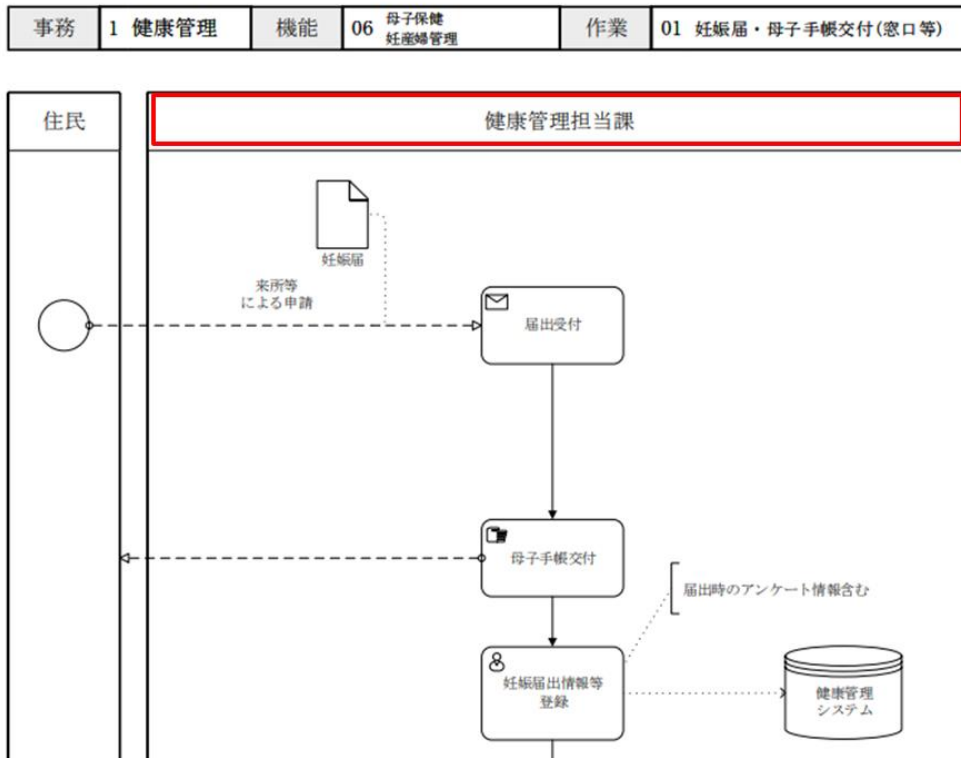 事務 1 健康管理 機能 06 母子保健
妊産婦管理 作業 01 妊娠届・母子手帳交付(窓口等)
住民
健康管理担当課
妊娠届
来所等
による申請
届出受付
母子手帳交付
届出時のアンケート情報含む
妊娠届出情報等
登録
健康管理
システム